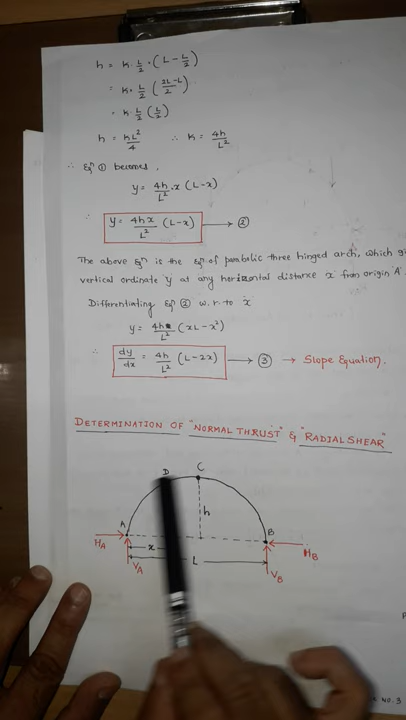 h = K · L/2 · (L - L/2)
= K · L/2 (2L-L/2)
= K · L/2 (L/2)
h = KL²/4 ∴ K = 4h/L²
∴ Eqⁿ ① becomes,
y = 4h/L² · x (L-x)
∴ y = 4hx/L² (L-x) → ②
The above Eqⁿ is the Eqⁿ of parabolic three hinged arch, which gi
vertical ordinate 'y' at any horizontal distance 'x' from origin 'A'.
Differentiating Eqⁿ ② w.r.to x
y = 4h/L² (xL-x²)
∴ dy/dx = 4h/L² (L-2x) → ③ → Slope Equation.
DETERMINATION OF "NORMAL THRUST" & "RADIAL SHEAR"
D C
h
A B
HA x HB
L
VA VB
NO. 3